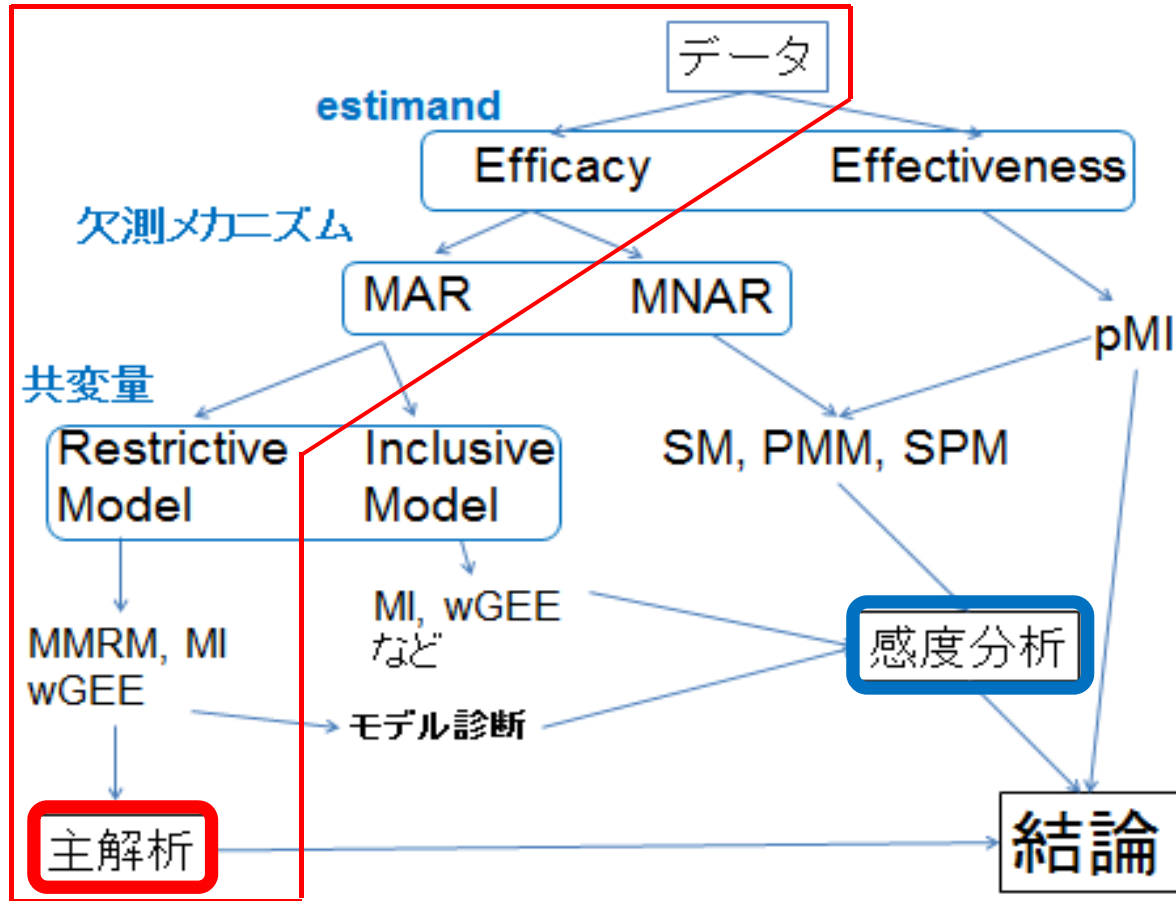 データ
estimand
Efficacy
Effectiveness
欠測メカニズム
MAR
MNAR
pMI
共変量
Restrictive
Model
Inclusive
Model
SM, PMM, SPM
MI, wGEE
など
MMRM, MI
wGEE
感度分析
モデル診断
主解析
結論